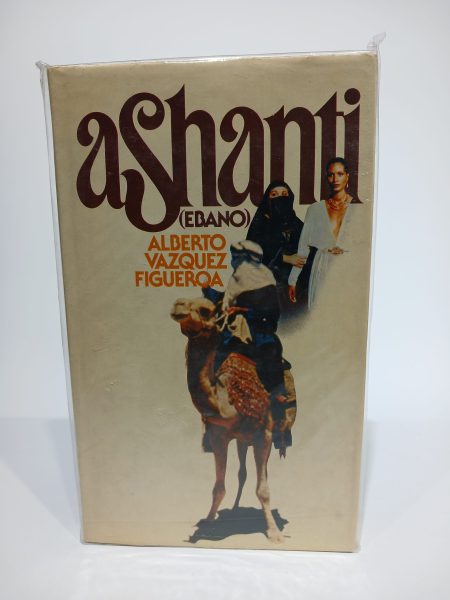 aShanti
(EBANO)
ALBERTO
VAZQUEZ
FIGUEROA